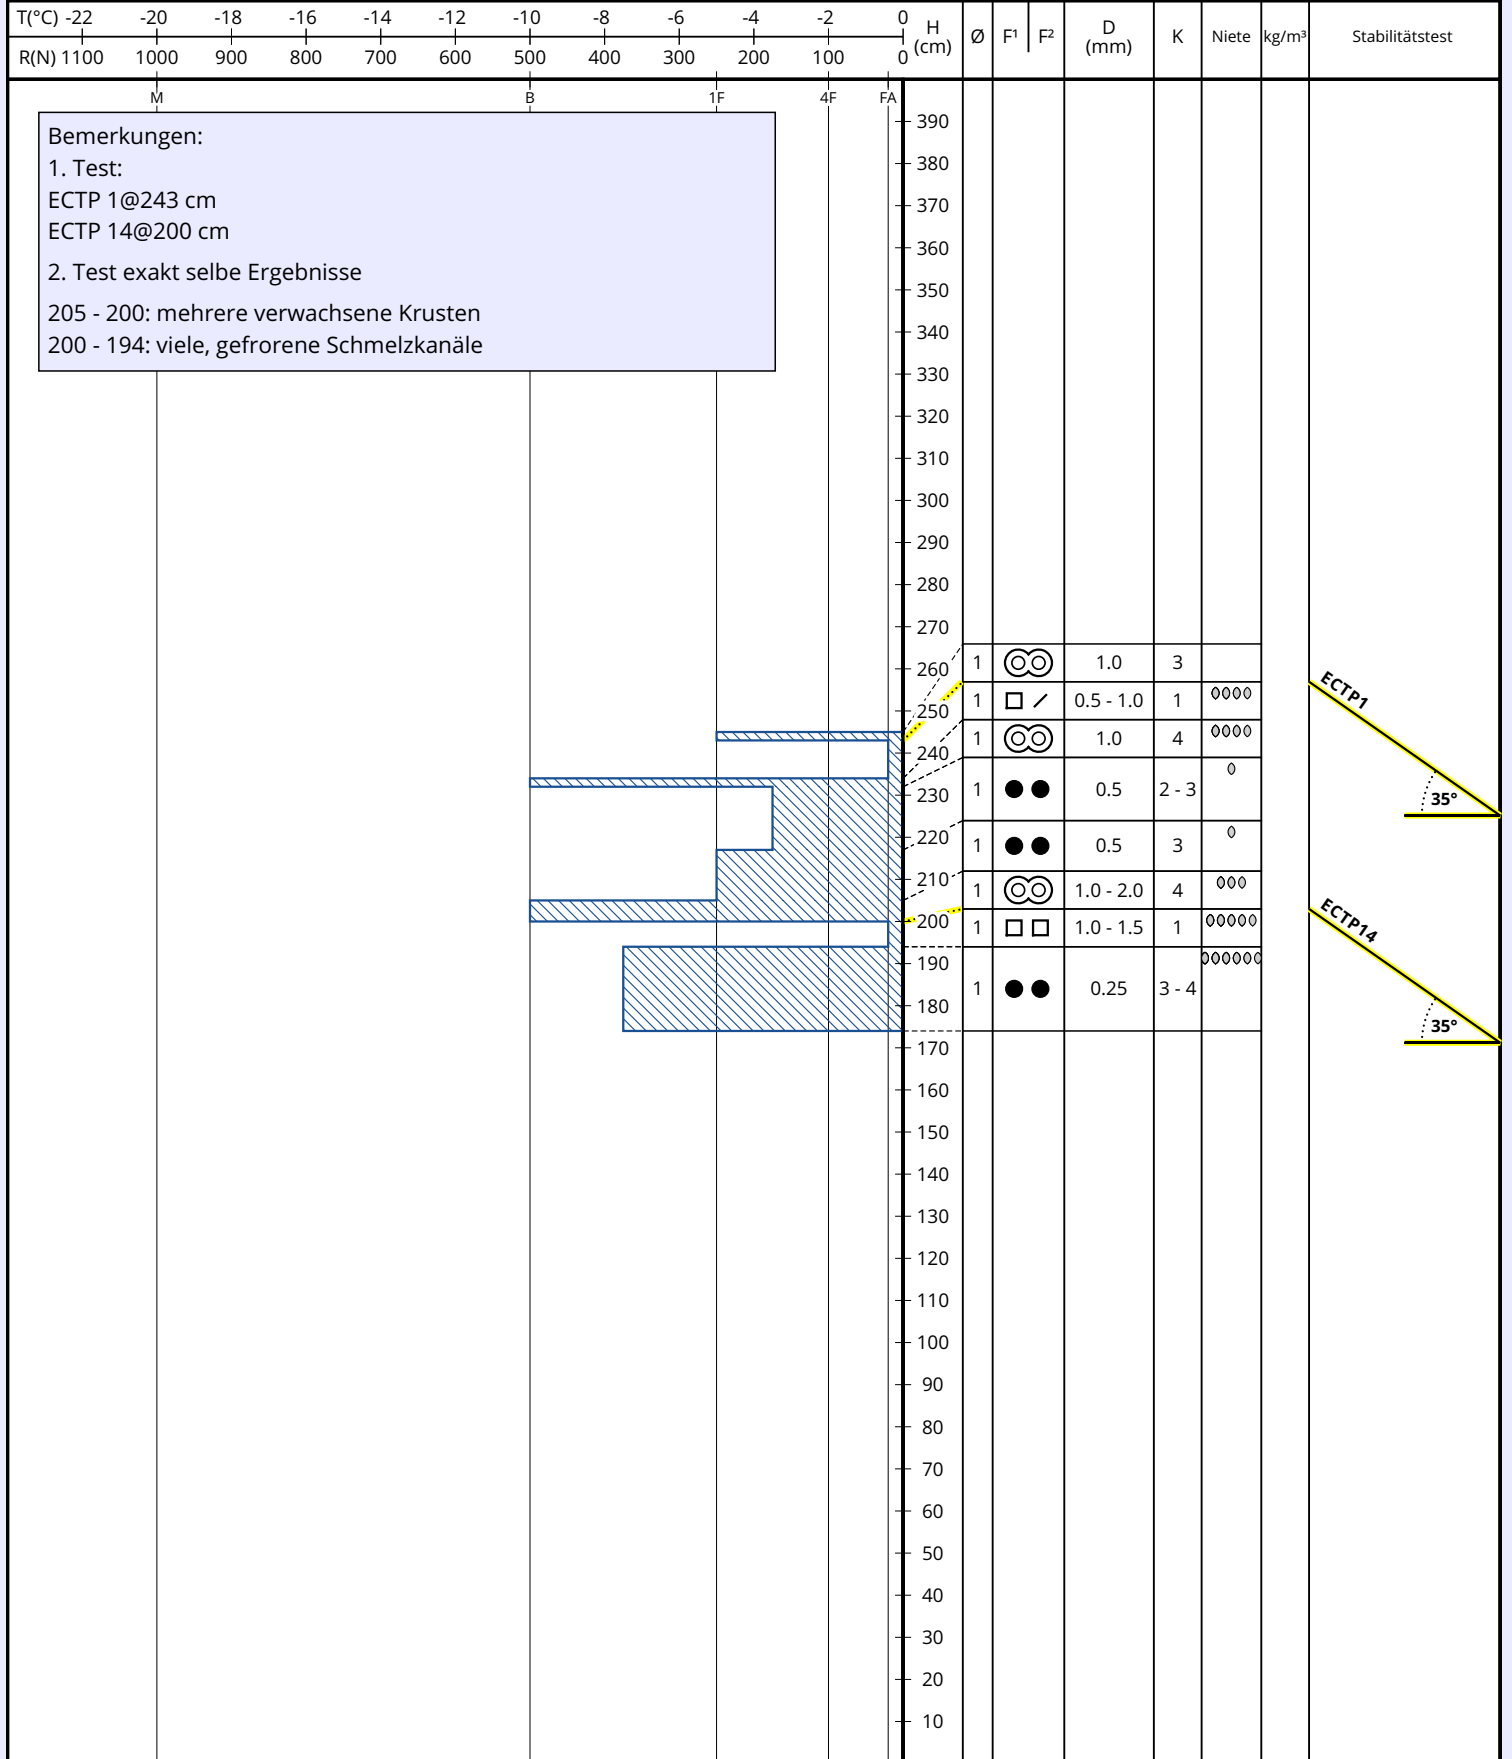 T(°C) -22 -20 -18 -16 -14 -12 -10 -8 -6 -4 -2 0
R(N) 1100 1000 900 800 700 600 500 400 300 200 100 0
H (cm) Ø F¹ F² D (mm) K Niete kg/m³ Stabilitätstest
M B 1F 4F FA
Bemerkungen:
1. Test:
ECTP 1@243 cm
ECTP 14@200 cm
2. Test exakt selbe Ergebnisse
205 - 200: mehrere verwachsene Krusten
200 - 194: viele, gefrorene Schmelzkanäle
390
380
370
360
350
340
330
320
310
300
290
280
270
260
250
240
230
220
210
200
190
180
170
160
150
140
130
120
110
100
90
80
70
60
50
40
30
20
10
1 1.0 3
1 0.5 - 1.0 1
1 1.0 4
1 0.5 2 - 3
1 0.5 3
1 1.0 - 2.0 4
1 1.0 - 1.5 1
1 0.25 3 - 4
ECTP1
35°
ECTP14
35°